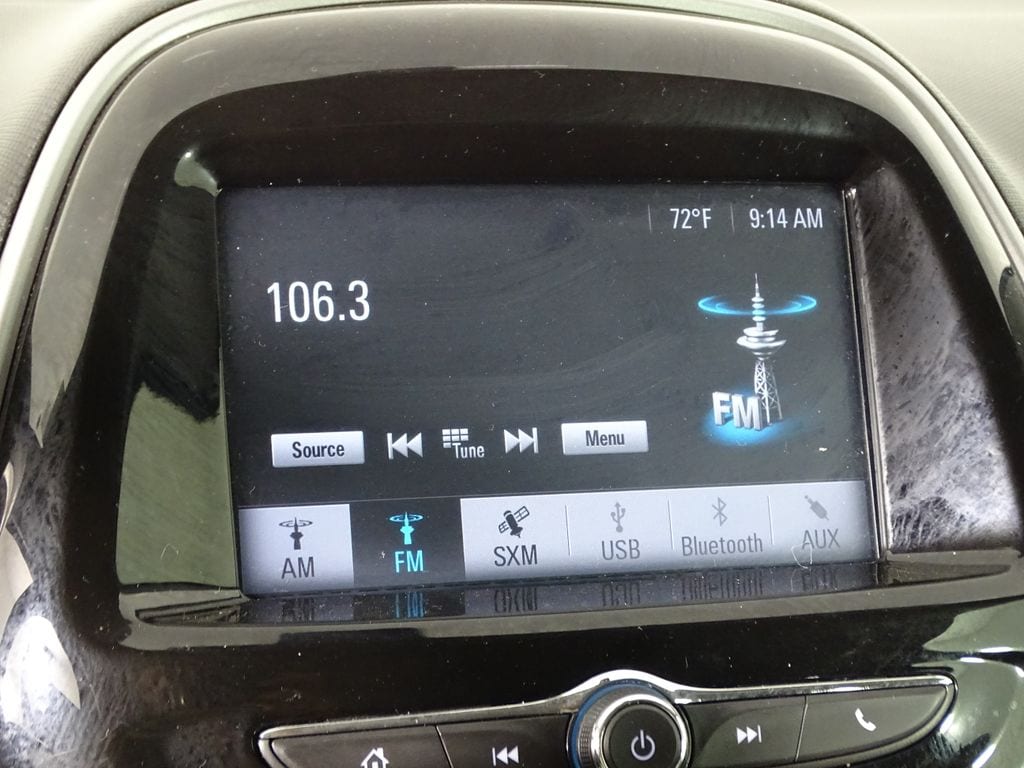 72°F 9:14 AM
106.3
FM
Source Tune Menu
AM FM SXM USB Bluetooth AUX